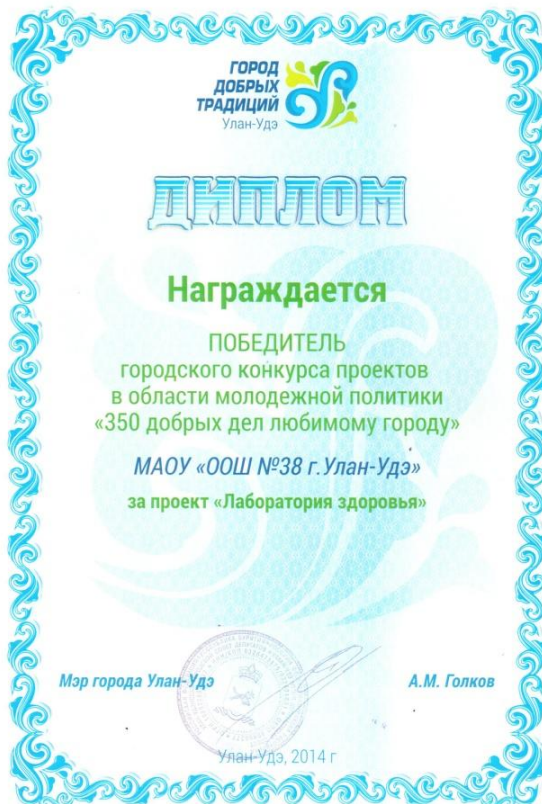 ГОРОД
ДОБРЫХ
ТРАДИЦИЙ
Улан-Удэ
ДИПЛОМ
Награждается
ПОБЕДИТЕЛЬ
городского конкурса проектов
в области молодежной политики
«350 добрых дел любимому городу»
МАОУ «ООШ №38 г.Улан-Удэ»
за проект «Лаборатория здоровья»
Мэр города Улан-Удэ
А.М. Голков
Улан-Удэ, 2014 г